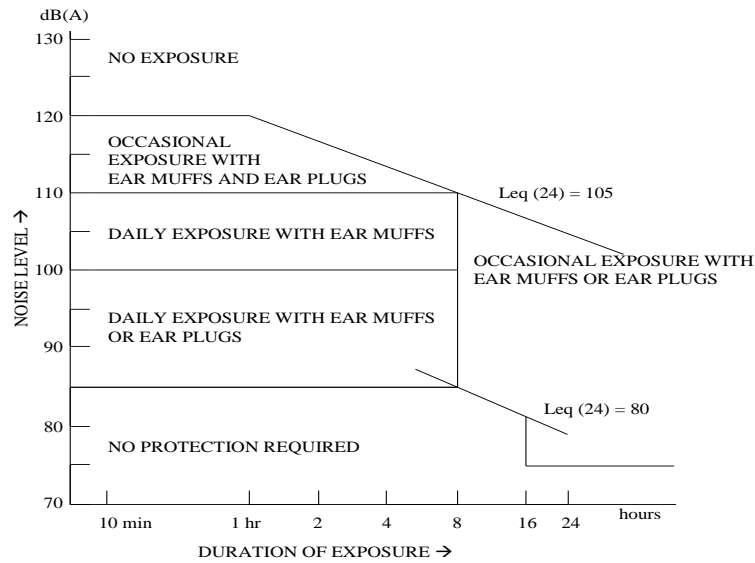 dB(A)
130
NO EXPOSURE
120
OCCASIONAL
EXPOSURE WITH
EAR MUFFS AND EAR PLUGS
110
Leq (24) = 105
DAILY EXPOSURE WITH EAR MUFFS
OCCASIONAL EXPOSURE WITH
EAR MUFFS OR EAR PLUGS
100
NOISE LEVEL →
DAILY EXPOSURE WITH EAR MUFFS
OR EAR PLUGS
90
Leq (24) = 80
80
NO PROTECTION REQUIRED
70
10 min 1 hr 2 4 8 16 24 hours
DURATION OF EXPOSURE →